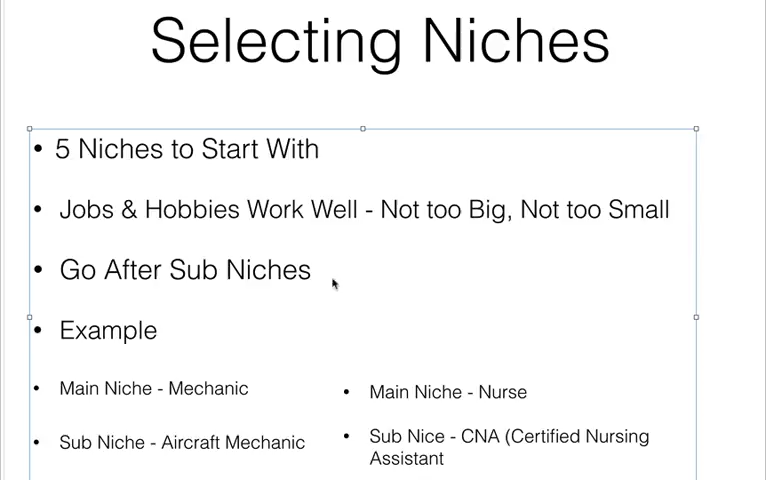 Selecting Niches
• 5 Niches to Start With
• Jobs & Hobbies Work Well - Not too Big, Not too Small
• Go After Sub Niches
• Example
• Main Niche - Mechanic
• Sub Niche - Aircraft Mechanic
• Main Niche - Nurse
• Sub Nice - CNA (Certified Nursing
Assistant